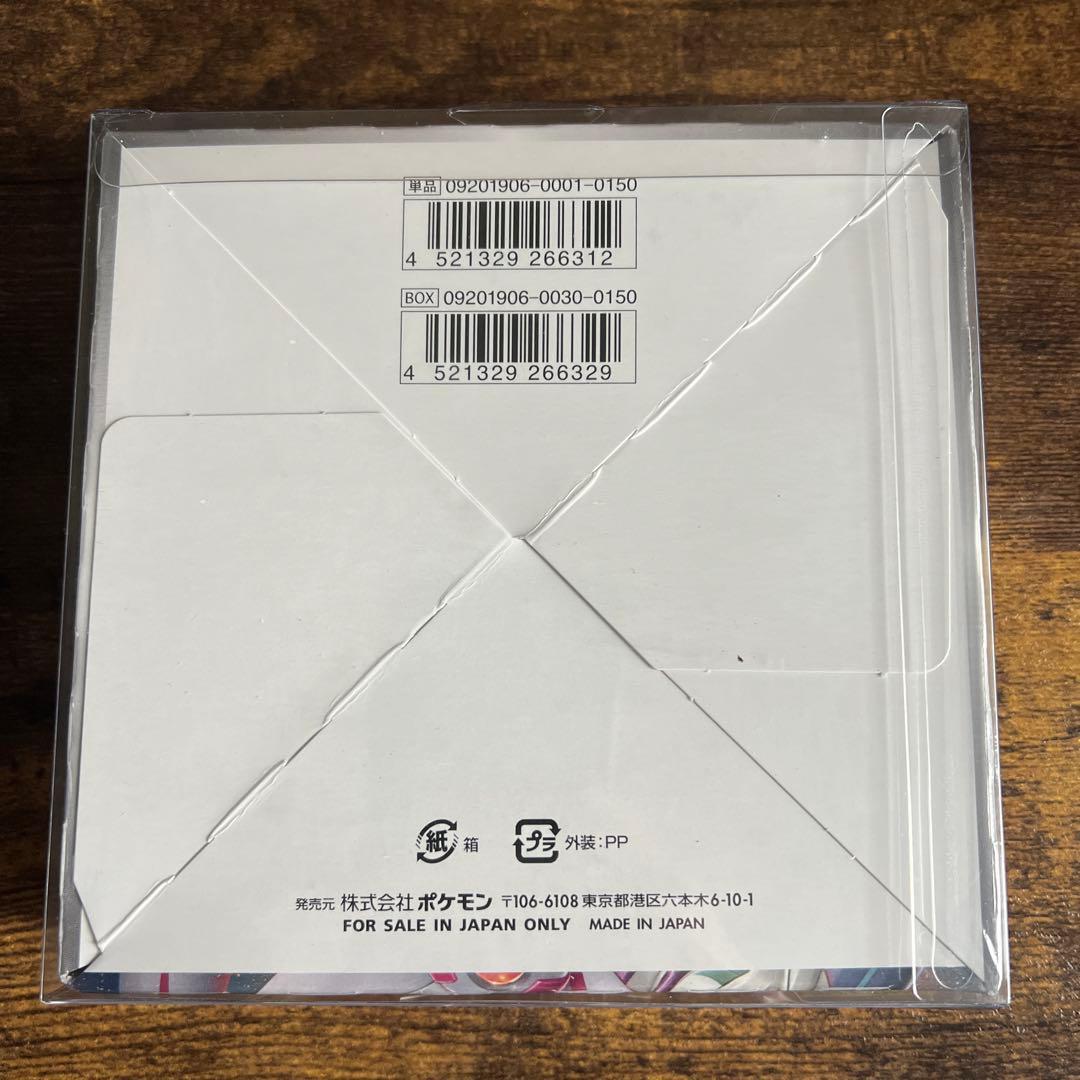 単品 09201906-0001-0150
4 521329 266312
BOX 09201906-0030-0150
4 521329 266329
紙 箱 プラ 外装:PP
発売元 株式会社 ポケモン 〒106-6108 東京都港区六本木6-10-1
FOR SALE IN JAPAN ONLY MADE IN JAPAN